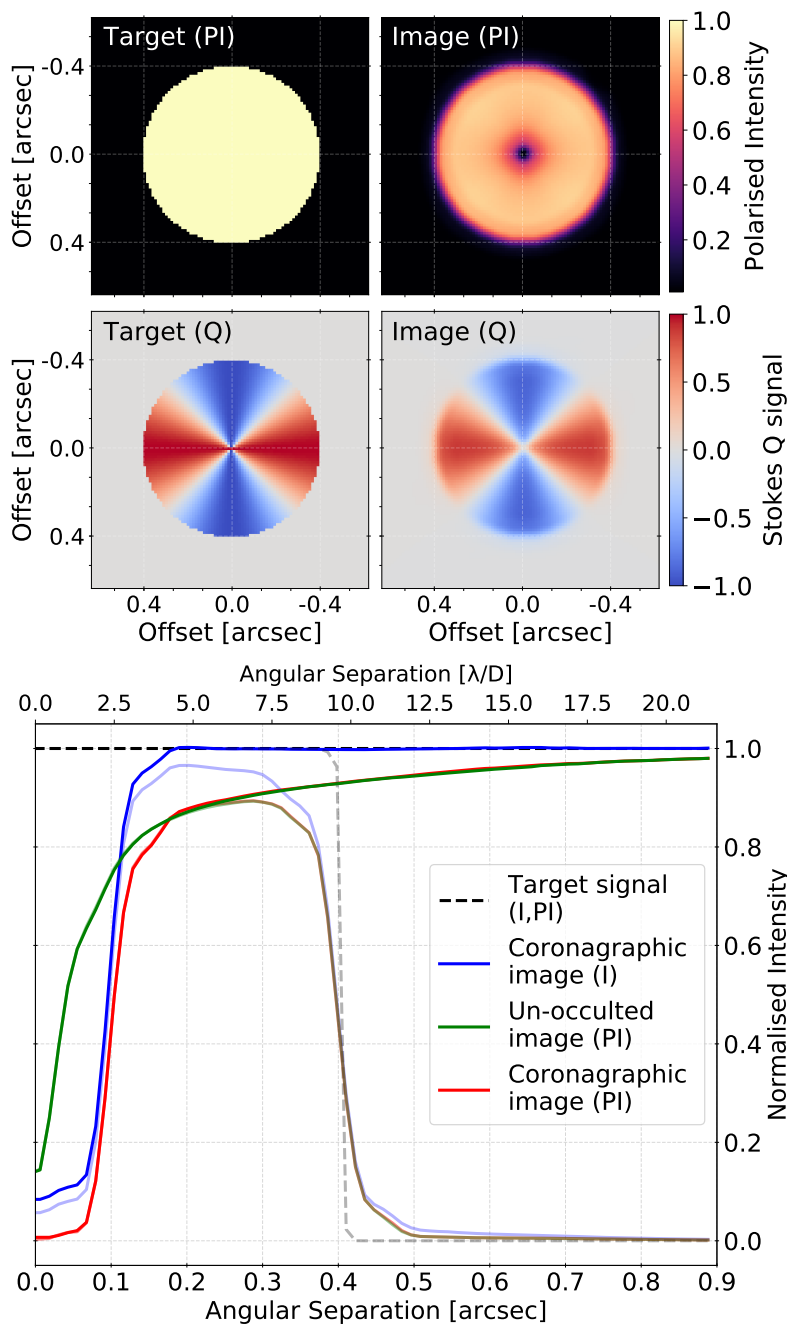 Target (PI)
Image (PI)
-0.4
0.0
0.4
Offset [arcsec]
1.0
0.8
0.6
0.4
0.2
Polarised Intensity
Target (Q)
Image (Q)
-0.4
0.0
0.4
Offset [arcsec]
1.0
0.5
0.0
−0.5
−1.0
Stokes Q signal
0.4 0.0 -0.4
0.4 0.0 -0.4
Offset [arcsec]
Offset [arcsec]
Angular Separation [λ/D]
0.0 2.5 5.0 7.5 10.0 12.5 15.0 17.5 20.0
1.0
0.8
0.6
0.4
0.2
0.0
Normalised Intensity
Target signal
(I,PI)
Coronagraphic
image (I)
Un-occulted
image (PI)
Coronagraphic
image (PI)
0.0 0.1 0.2 0.3 0.4 0.5 0.6 0.7 0.8 0.9
Angular Separation [arcsec]